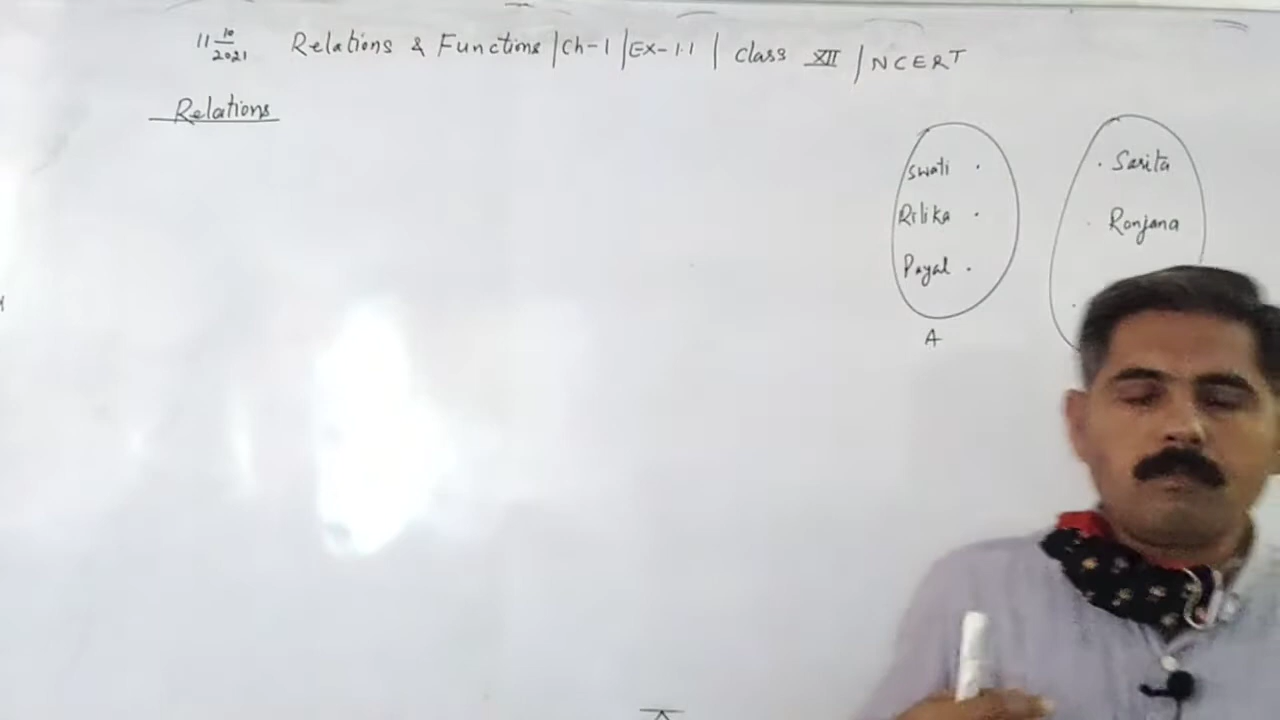 11 10/2021 Relations & Functions | Ch-1 | Ex-1.1 | Class XII | NCERT
Relations
Swati . . Sarita
Ritika . . Ranjana
Payal .
A